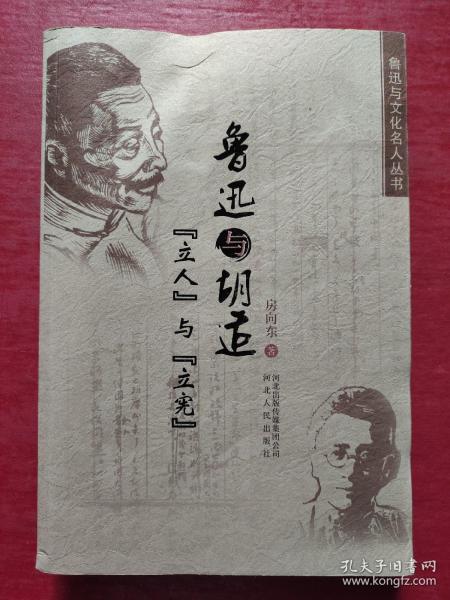 鲁迅与文化名人丛书
鲁迅与胡适
『立人』与『立宪』
房向东 著
河北出版传媒集团公司
河北人民出版社
孔夫子旧书网
www.kongfz.com